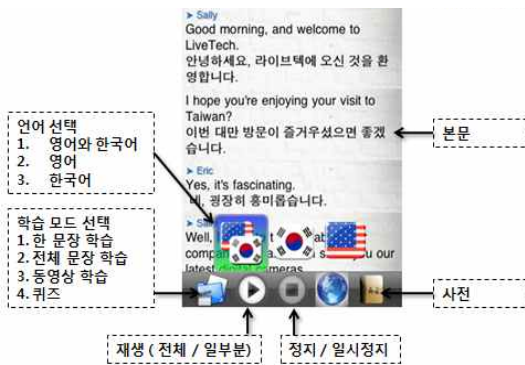 ➤ Sally
Good morning, and welcome to
LiveTech.
안녕하세요, 라이브텍에 오신 것을 환
영합니다.
I hope you're enjoying your visit to
Taiwan?
이번 대만 방문이 즐거우셨으면 좋겠
습니다.
➤ Eric
Yes, it's fascinating.
네, 굉장히 흥미롭습니다.
Well,
our
latest digital cameras.
언어 선택
1. 영어와 한국어
2. 영어
3. 한국어
학습 모드 선택
1. 한 문장 학습
2. 전체 문장 학습
3. 동영상 학습
4. 퀴즈
본문
사전
재생 ( 전체 / 일부분)
정지 / 일시정지